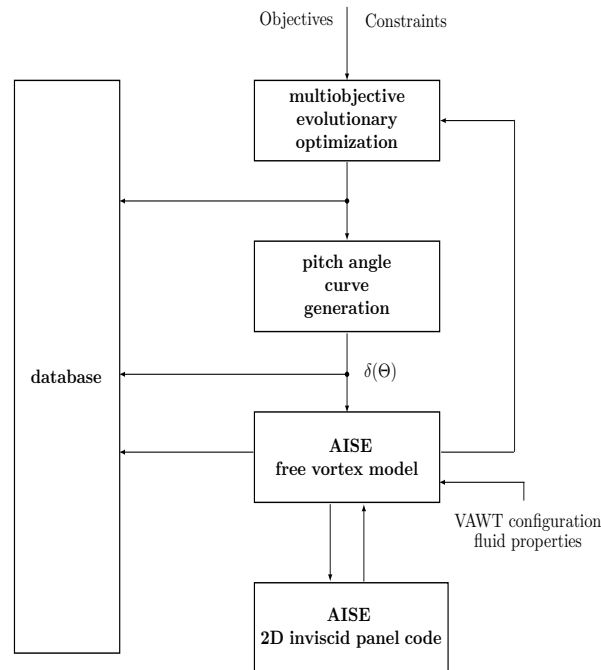 Objectives Constraints
multiobjective
evolutionary
optimization
pitch angle
curve
generation
database
δ(Θ)
AISE
free vortex model
VAWT configuration
fluid properties
AISE
2D inviscid panel code